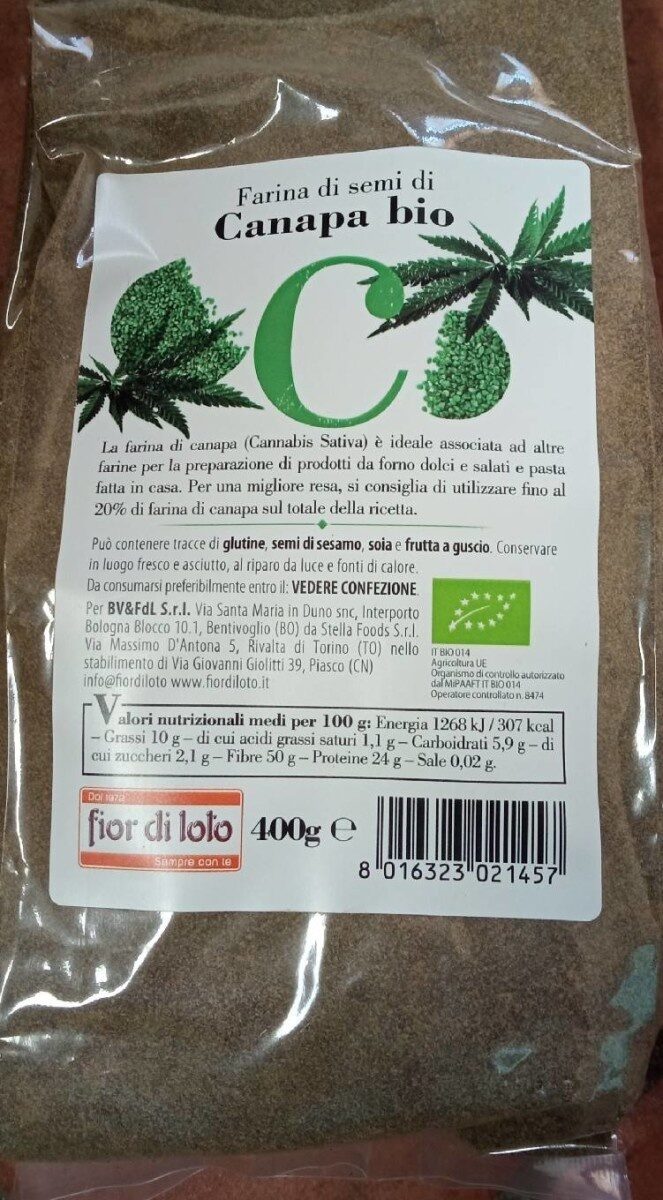 Farina di semi di
Canapa bio
C
La farina di canapa (Cannabis Sativa) è ideale associata ad altre
farine per la preparazione di prodotti da forno dolci e salati e pasta
fatta in casa. Per una migliore resa, si consiglia di utilizzare fino al
20% di farina di canapa sul totale della ricetta.
Può contenere tracce di glutine, semi di sesamo, soia e frutta a guscio. Conservare
in luogo fresco e asciutto, al riparo da luce e fonti di calore.
Da consumarsi preferibilmente entro il: VEDERE CONFEZIONE.
Per BV&FdL S.r.l. Via Santa Maria in Duno snc, Interporto
Bologna Blocco 10.1, Bentivoglio (BO) da Stella Foods S.r.l.
Via Massimo D'Antona 5, Rivalta di Torino (TO) nello
stabilimento di Via Giovanni Giolitti 39, Piasco (CN)
info@fiordiloto www.fiordiloto.it
IT BIO 014
Agricoltura UE
Organismo di controllo autorizzato
dal MiPAAFT IT BIO 014
Operatore controllato n. 8474
Valori nutrizionali medi per 100 g: Energia 1268 kJ / 307 kcal
– Grassi 10 g – di cui acidi grassi saturi 1,1 g – Carboidrati 5,9 g – di
cui zuccheri 2,1 g – Fibre 50 g – Proteine 24 g – Sale 0,02 g.
Dal 1972
fior di loto
Sempre con te
400g e
8 016323 021457